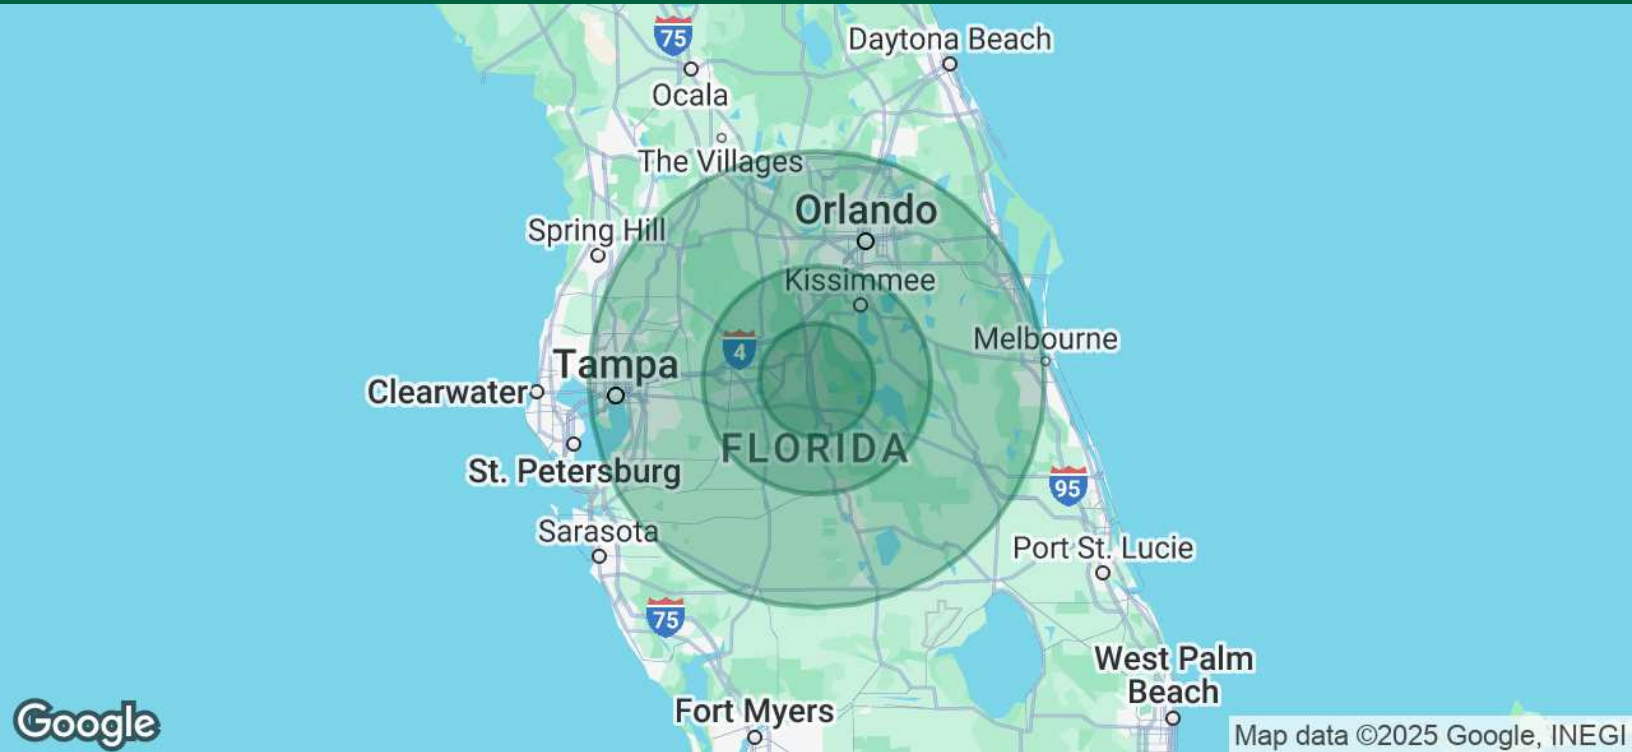 75
Daytona Beach
Ocala
The Villages
Orlando
Spring Hill
Kissimmee
Melbourne
4
Tampa
Clearwater
FLORIDA
St. Petersburg
95
Sarasota
Port St. Lucie
75
West Palm
Beach
Fort Myers
Google
Map data ©2025 Google, INEGI